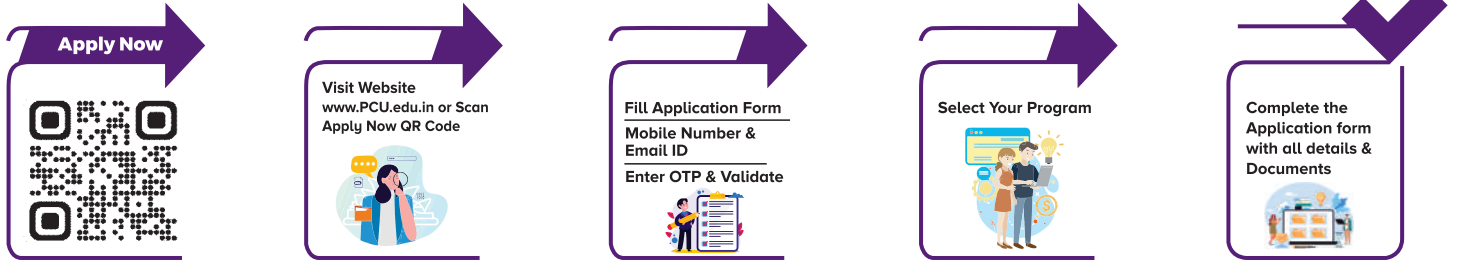 Apply Now
Visit Website
www.PCU.edu.in or Scan
Apply Now QR Code
Fill Application Form
Mobile Number &
Email ID
Enter OTP & Validate
Select Your Program
Complete the
Application form
with all details &
Documents